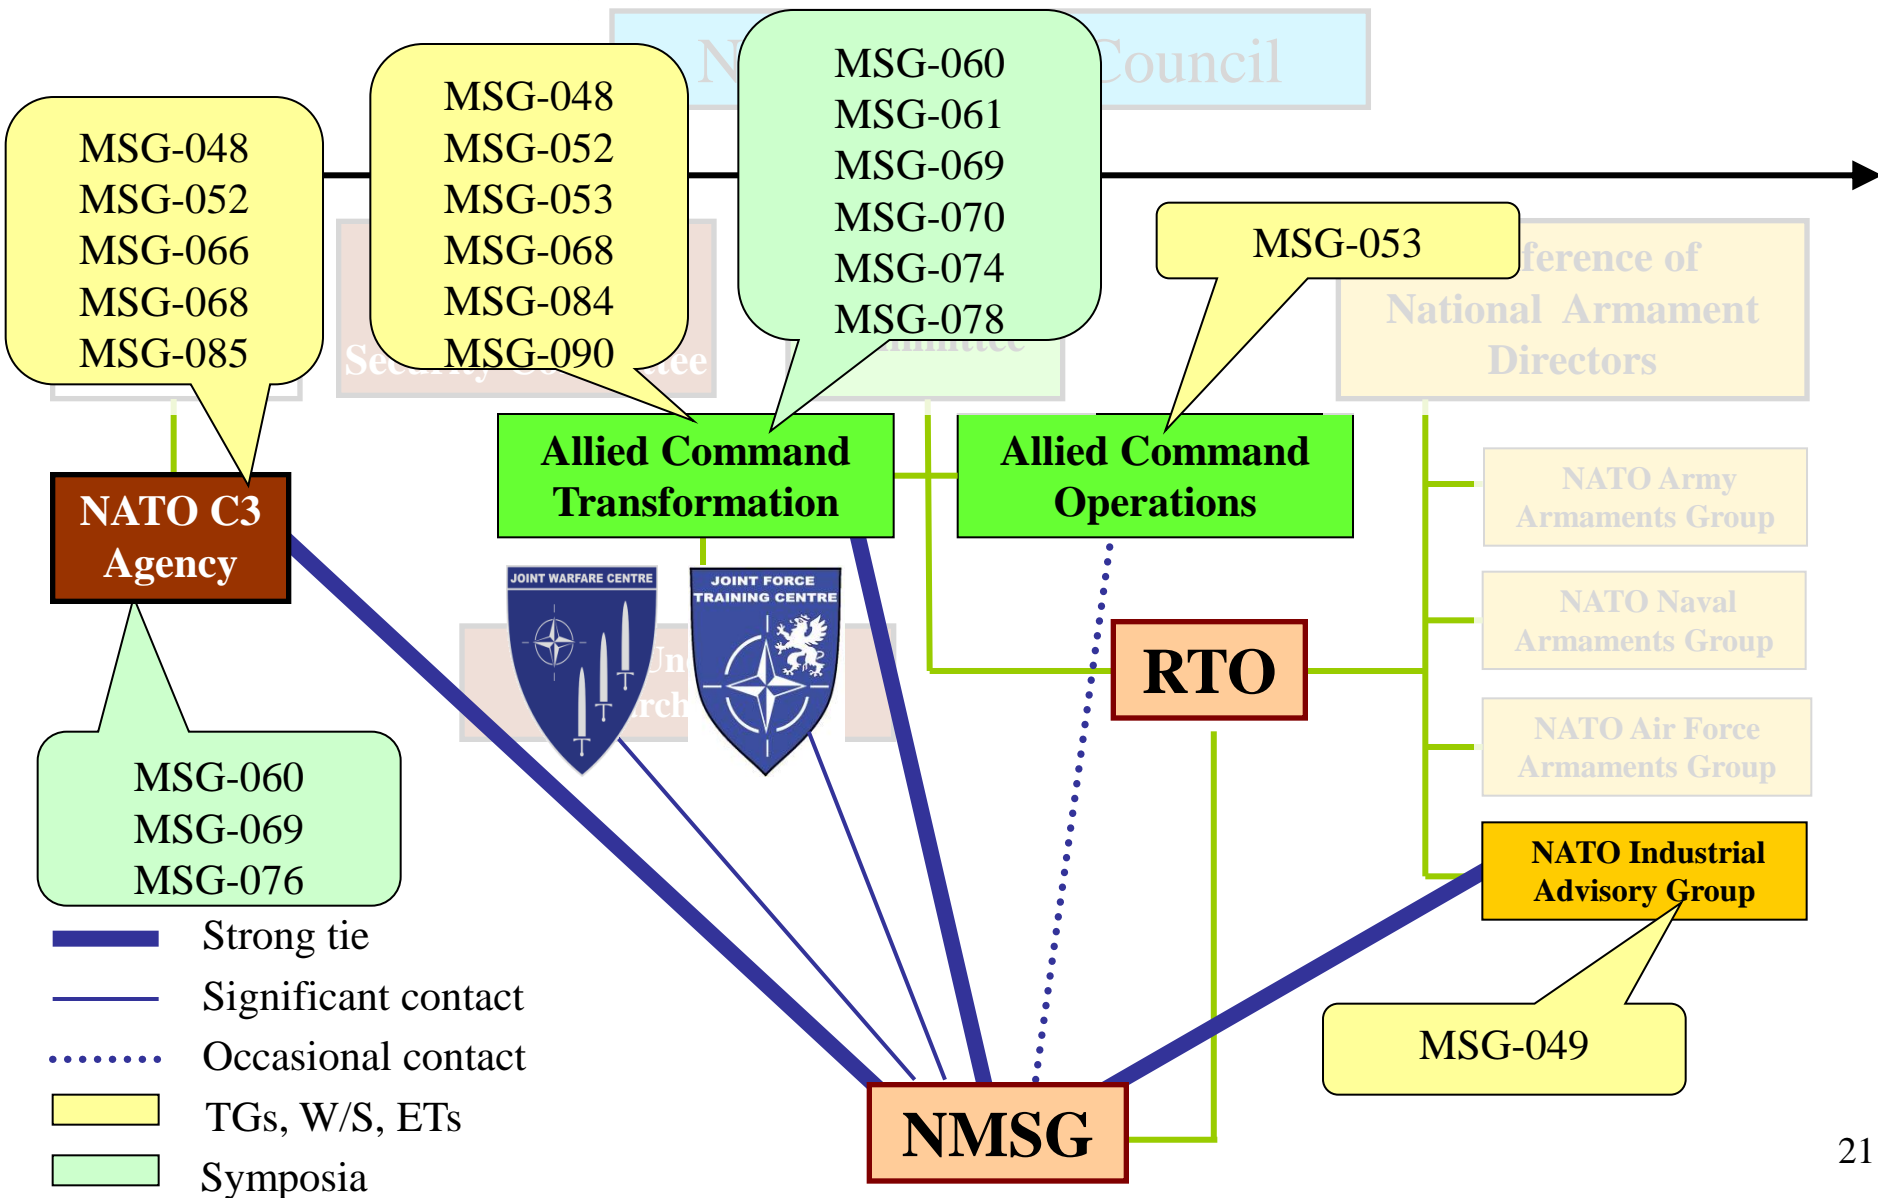 Council
MSG-048
MSG-052
MSG-066
MSG-068
MSG-085
MSG-048
MSG-052
MSG-053
MSG-068
MSG-084
MSG-090
MSG-060
MSG-061
MSG-069
MSG-070
MSG-074
MSG-078
MSG-053
National Armament
Directors
Allied Command
Transformation
Allied Command
Operations
NATO C3
Agency
NATO Army
Armaments Group
JOINT WARFARE CENTRE
JOINT FORCE
TRAINING CENTRE
NATO Naval
Armaments Group
RTO
NATO Air Force
Armaments Group
MSG-060
MSG-069
MSG-076
NATO Industrial
Advisory Group
MSG-049
Strong tie
Significant contact
Occasional contact
TGs, W/S, ETs
Symposia
NMSG
21